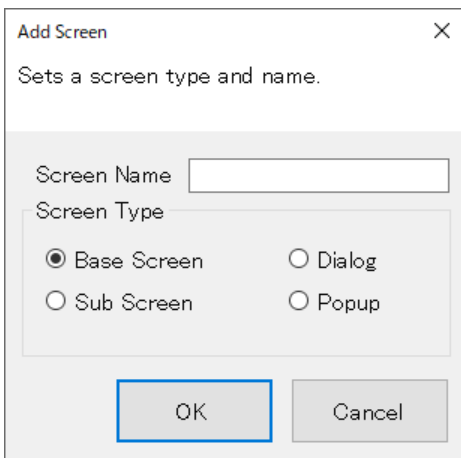 Add Screen
Sets a screen type and name.
Screen Name
Screen Type
Base Screen Dialog
Sub Screen Popup
OK Cancel